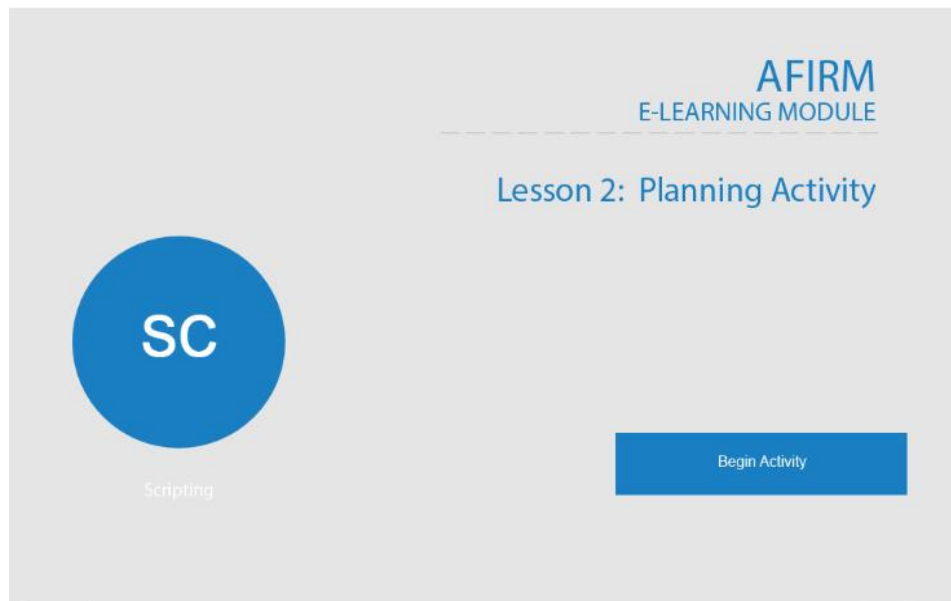 AFIRM
E-LEARNING MODULE
Lesson 2: Planning Activity
SC
Scripting
Begin Activity